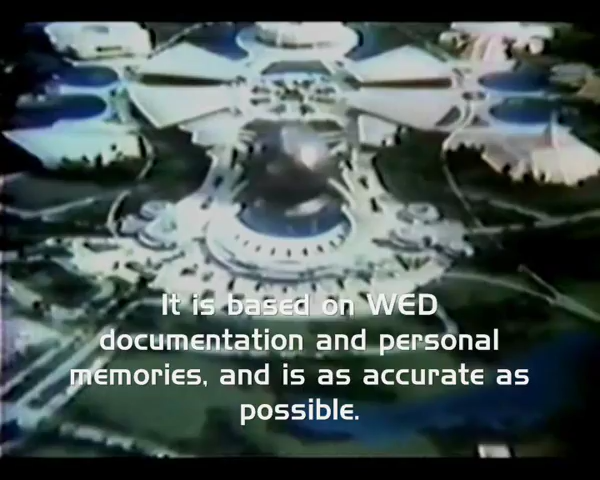 It is based on WED
documentation and personal
memories, and is as accurate as
possible.